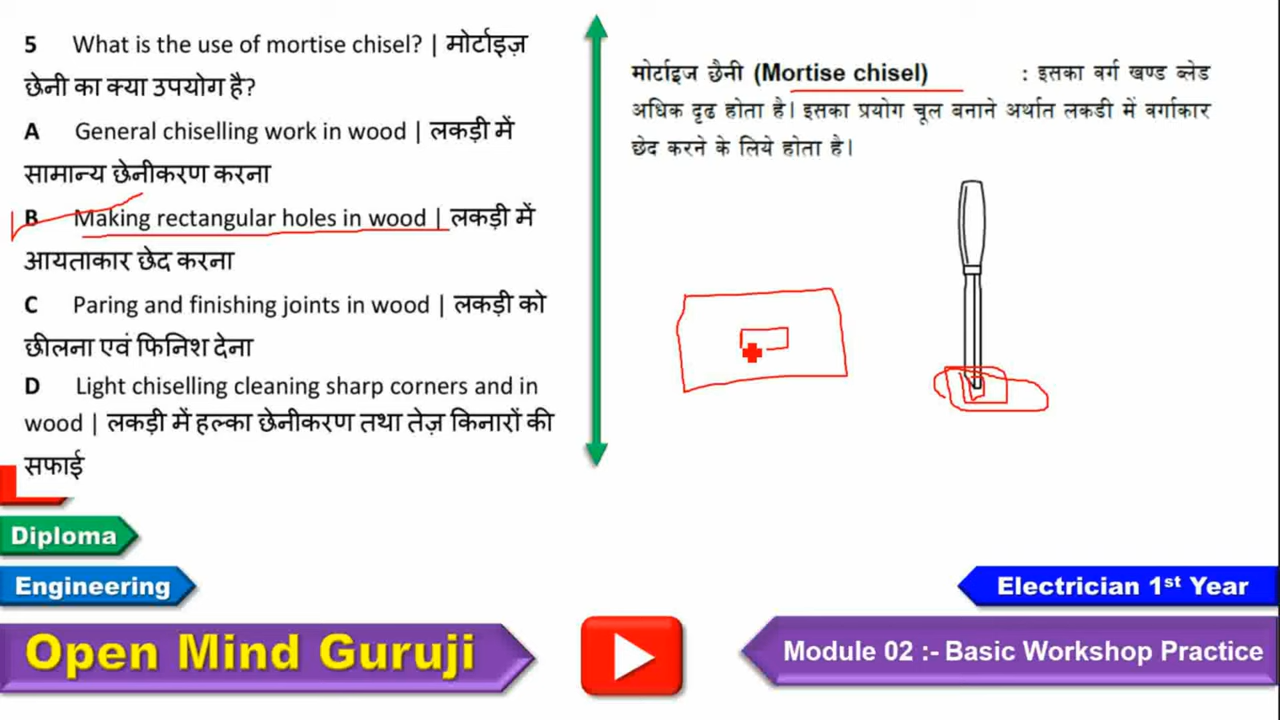 5 What is the use of mortise chisel? | मोर्टाइज़
छेनी का क्या उपयोग है?
A General chiselling work in wood | लकड़ी में
सामान्य छेनीकरण करना
B Making rectangular holes in wood | लकड़ी में
आयताकार छेद करना
C Paring and finishing joints in wood | लकड़ी को
छीलना एवं फिनिश देना
D Light chiselling cleaning sharp corners and in
wood | लकड़ी में हल्का छेनीकरण तथा तेज़ किनारों की
सफाई
मोर्टाइज छैनी (Mortise chisel) : इसका वर्ग खण्ड ब्लेड
अधिक दृढ होता है। इसका प्रयोग चूल बनाने अर्थात लकडी में वर्गाकार
छेद करने के लिये होता है।
Diploma
Engineering
Open Mind Guruji
Electrician 1st Year
Module 02 :- Basic Workshop Practice